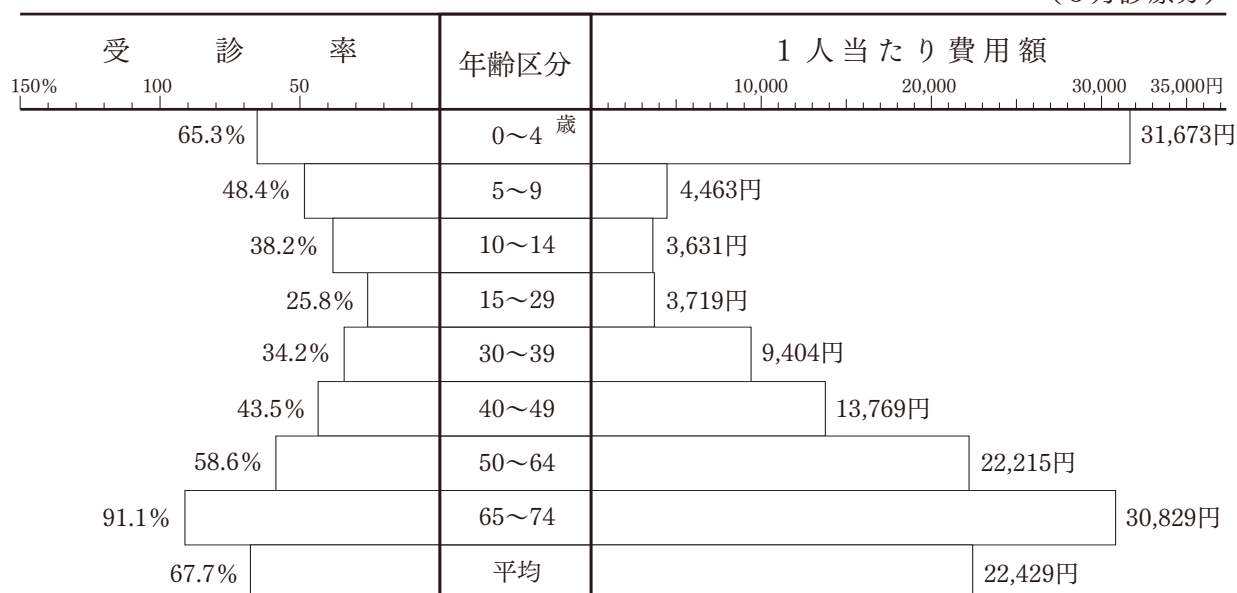 受診率 年齢区分 1人当たり費用額
150% 100 50 10,000 20,000 30,000 35,000円
65.3% 0～4歳 31,673円
48.4% 5～9 4,463円
38.2% 10～14 3,631円
25.8% 15～29 3,719円
34.2% 30～39 9,404円
43.5% 40～49 13,769円
58.6% 50～64 22,215円
91.1% 65～74 30,829円
67.7% 平均 22,429円